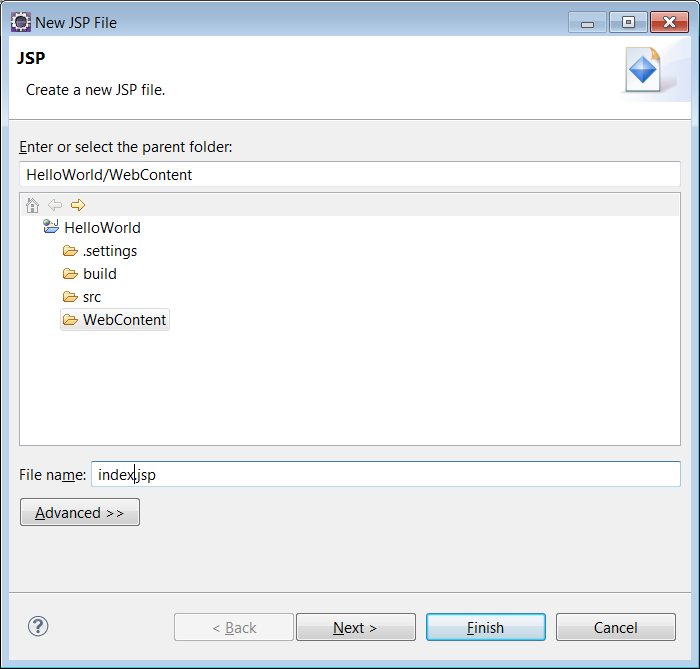 New JSP File
JSP
Create a new JSP file.
Enter or select the parent folder:
HelloWorld/WebContent
HelloWorld
.settings
build
src
WebContent
File name: index.jsp
Advanced >>
? < Back Next > Finish Cancel